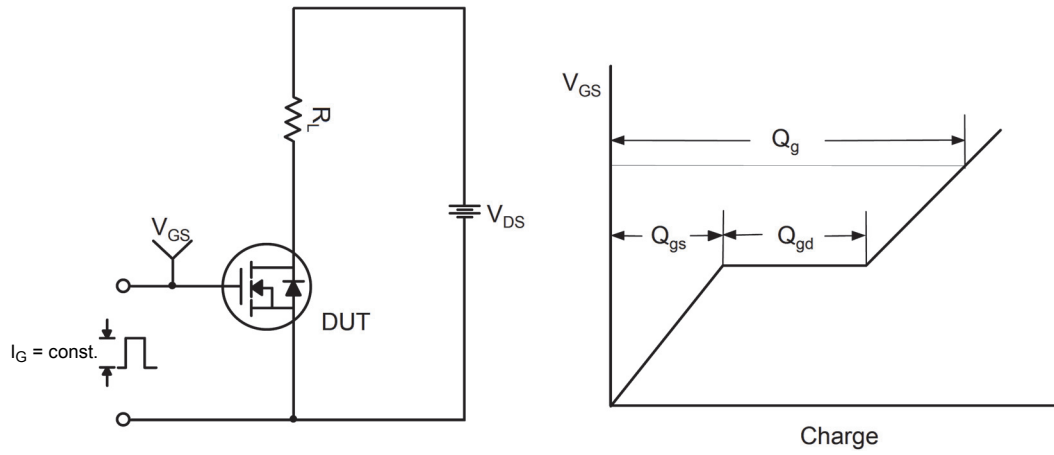 R_L
V_GS
V_DS
DUT
I_G = const.
V_GS
Q_g
Q_gs
Q_gd
Charge